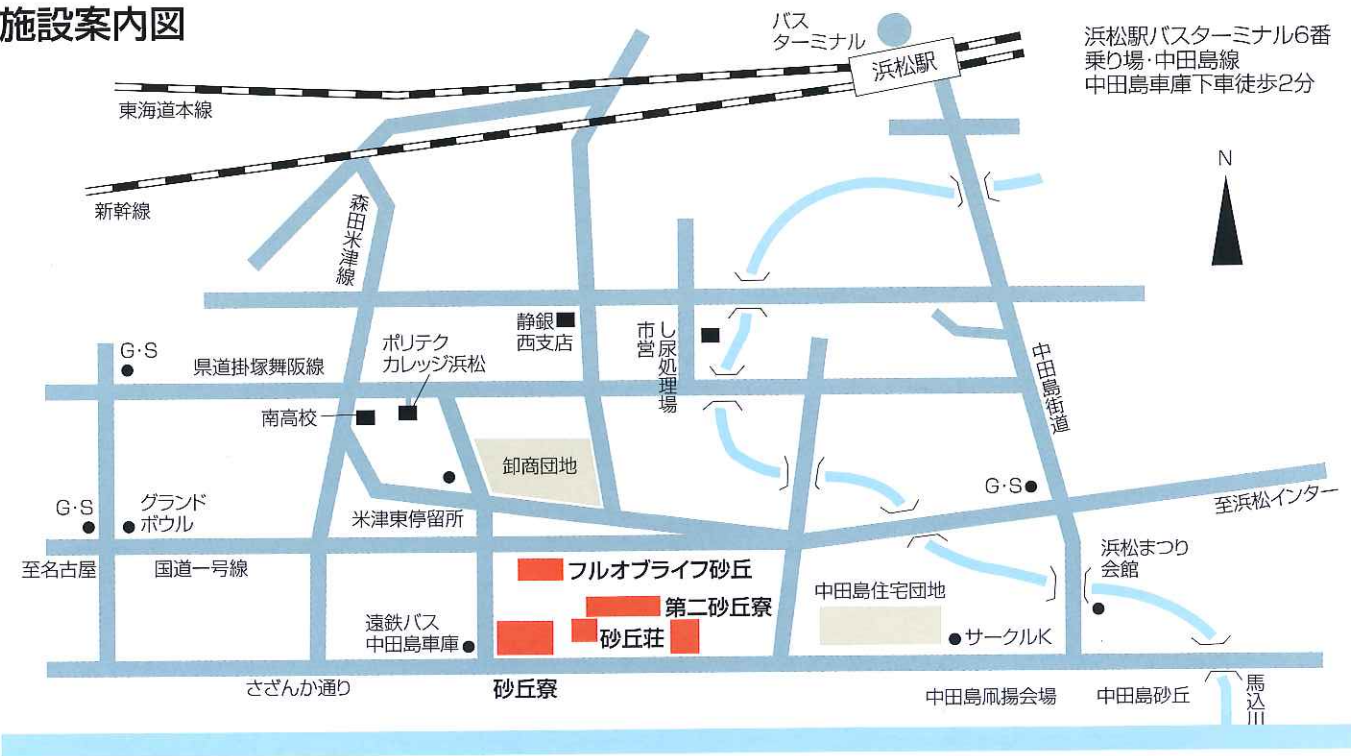 施設案内図
バス
ターミナル
浜松駅
浜松駅バスターミナル6番
乗り場・中田島線
中田島車庫下車徒歩2分
東海道本線
新幹線
N
森田米津線
静銀
西支店
市営
し尿処理場
G・S
県道掛塚舞阪線
ポリテク
カレッジ浜松
中田島街道
南高校
卸商団地
G・S
グランド
ボウル
米津東停留所
G・S
至浜松インター
至名古屋
国道一号線
フルオブライフ砂丘
浜松まつり
会館
中田島住宅団地
第二砂丘寮
遠鉄バス
中田島車庫
砂丘荘
サークルK
さざんか通り
砂丘寮
中田島凧揚会場
中田島砂丘
馬込川